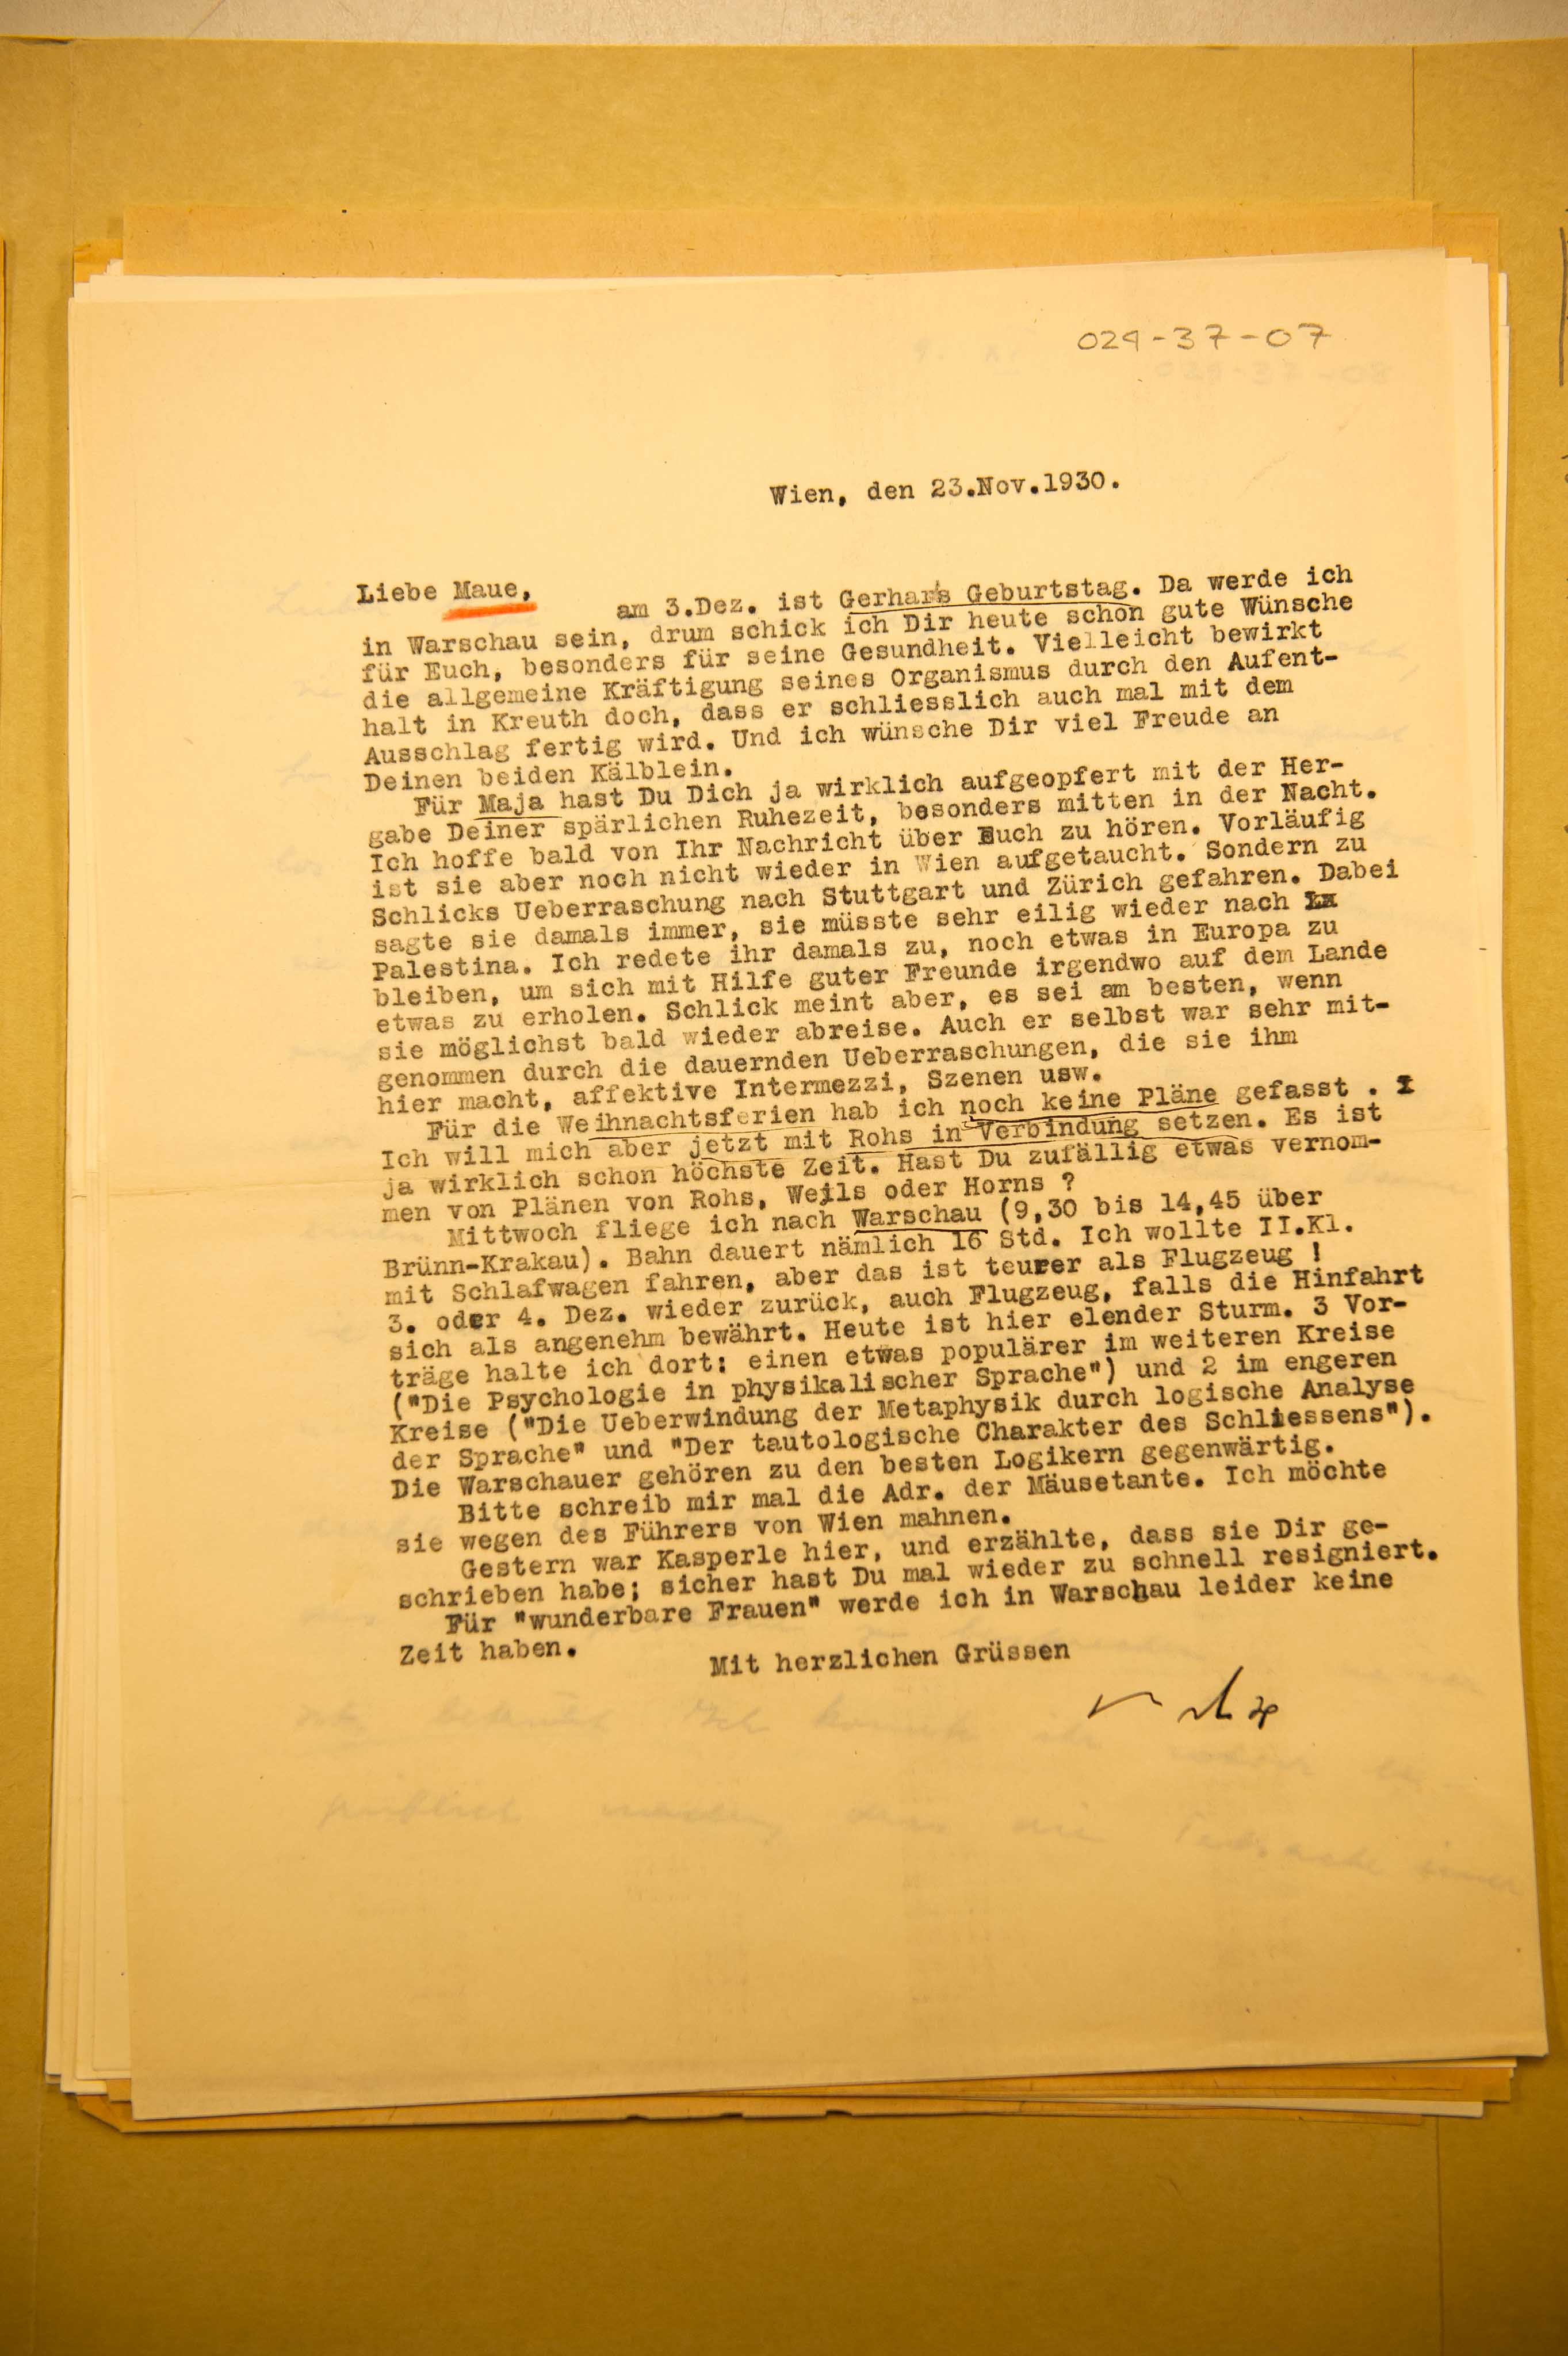 029-37-07
Wien, den 23.Nov.1930.
Liebe Maue,
am 3.Dez. ist Gerhar's Geburtstag. Da werde ich
in Warschau sein, drum schick ich Dir heute schon gute Wünsche
für Euch, besonders für seine Gesundheit. Vielleicht bewirkt
die allgemeine Kräftigung seines Organismus durch den Aufent-
halt in Kreuth doch, dass er schliesslich auch mal mit dem
Ausschlag fertig wird. Und ich wünsche Dir viel Freude an
Deinen beiden Kälblein.
Für Maja hast Du Dich ja wirklich aufgeopfert mit der Her-
gabe Deiner spärlichen Ruhezeit, besonders mitten in der Nacht.
Ich hoffe bald von Ihr Nachricht über Euch zu hören. Vorläufig
ist sie aber noch nicht wieder in Wien aufgetaucht. Sondern zu
Schlicks Ueberraschung nach Stuttgart und Zürich gefahren. Dabei
sagte sie damals immer, sie müsste sehr eilig wieder nach
Palestina. Ich redete ihr damals zu, noch etwas in Europa zu
bleiben, um sich mit Hilfe guter Freunde irgendwo auf dem Lande
etwas zu erholen. Schlick meint aber, es sei am besten, wenn
sie möglichst bald wieder abreise. Auch er selbst war sehr mit-
genommen durch die dauernden Ueberraschungen, die sie ihm
hier macht, affektive Intermezzi, Szenen usw.
Für die Weihnachtsferien hab ich noch keine Pläne gefasst . I
Ich will mich aber jetzt mit Rohs in Verbindung setzen. Es ist
ja wirklich schon höchste Zeit. Hast Du zufällig etwas vernom-
men von Plänen von Rohs, Weils oder Horns ?
Mittwoch fliege ich nach Warschau (9,30 bis 14,45 über
Brünn-Krakau). Bahn dauert nämlich 16 Std. Ich wollte II.Kl.
mit Schlafwagen fahren, aber das ist teurer als Flugzeug !
3. oder 4. Dez. wieder zurück, auch Flugzeug, falls die Hinfahrt
sich als angenehm bewährt. Heute ist hier elender Sturm. 3 Vor-
träge halte ich dort: einen etwas populärer im weiteren Kreise
("Die Psychologie in physikalischer Sprache") und 2 im engeren
Kreise ("Die Ueberwindung der Metaphysik durch logische Analyse
der Sprache" und "Der tautologische Charakter des Schliessens").
Die Warschauer gehören zu den besten Logikern gegenwärtig.
Bitte schreib mir mal die Adr. der Mäusetante. Ich möchte
sie wegen des Führers von Wien mahnen.
Gestern war Kasperle hier, und erzählte, dass sie Dir ge-
schrieben habe; sicher hast Du mal wieder zu schnell resigniert.
Für "wunderbare Frauen" werde ich in Warschau leider keine
Zeit haben.
Mit herzlichen Grüssen